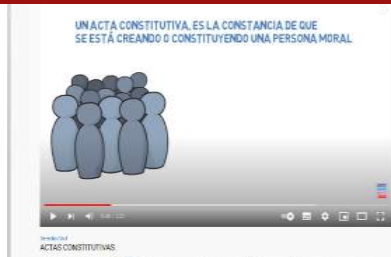 UN ACTA CONSTITUTIVA, ES LA CONSTANCIA DE QUE
SE ESTÁ CREANDO O CONSTITUYENDO UNA PERSONA MORAL
ACTAS CONSTITUTIVAS